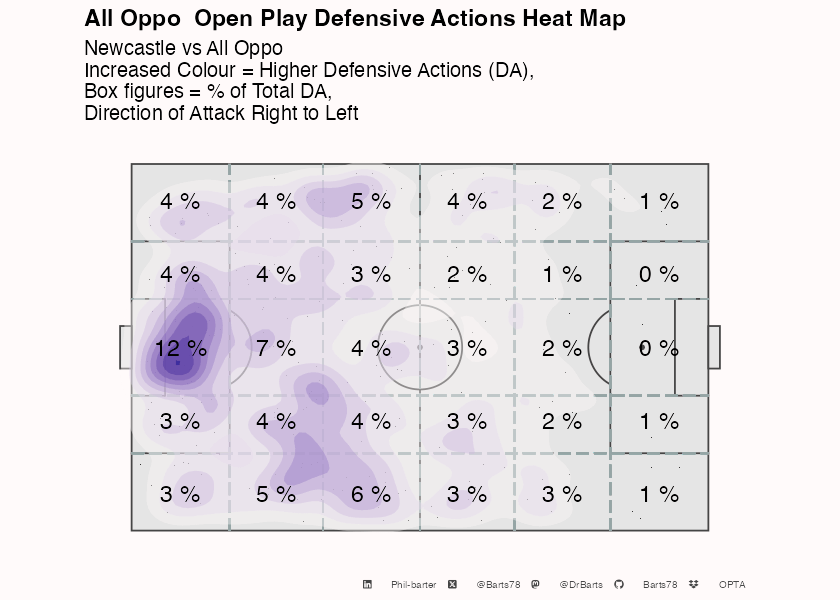 All Oppo  Open Play Defensive Actions Heat Map
Newcastle vs All Oppo
Increased Colour = Higher Defensive Actions (DA),
Box figures = % of Total DA,
Direction of Attack Right to Left
4 % 4 % 5 % 4 % 2 % 1 %
4 % 4 % 3 % 2 % 1 % 0 %
12 % 7 % 4 % 3 % 2 % 0 %
3 % 4 % 4 % 3 % 2 % 1 %
3 % 5 % 6 % 3 % 3 % 1 %
Phil-barter @Barts78 @DrBarts Barts78 OPTA